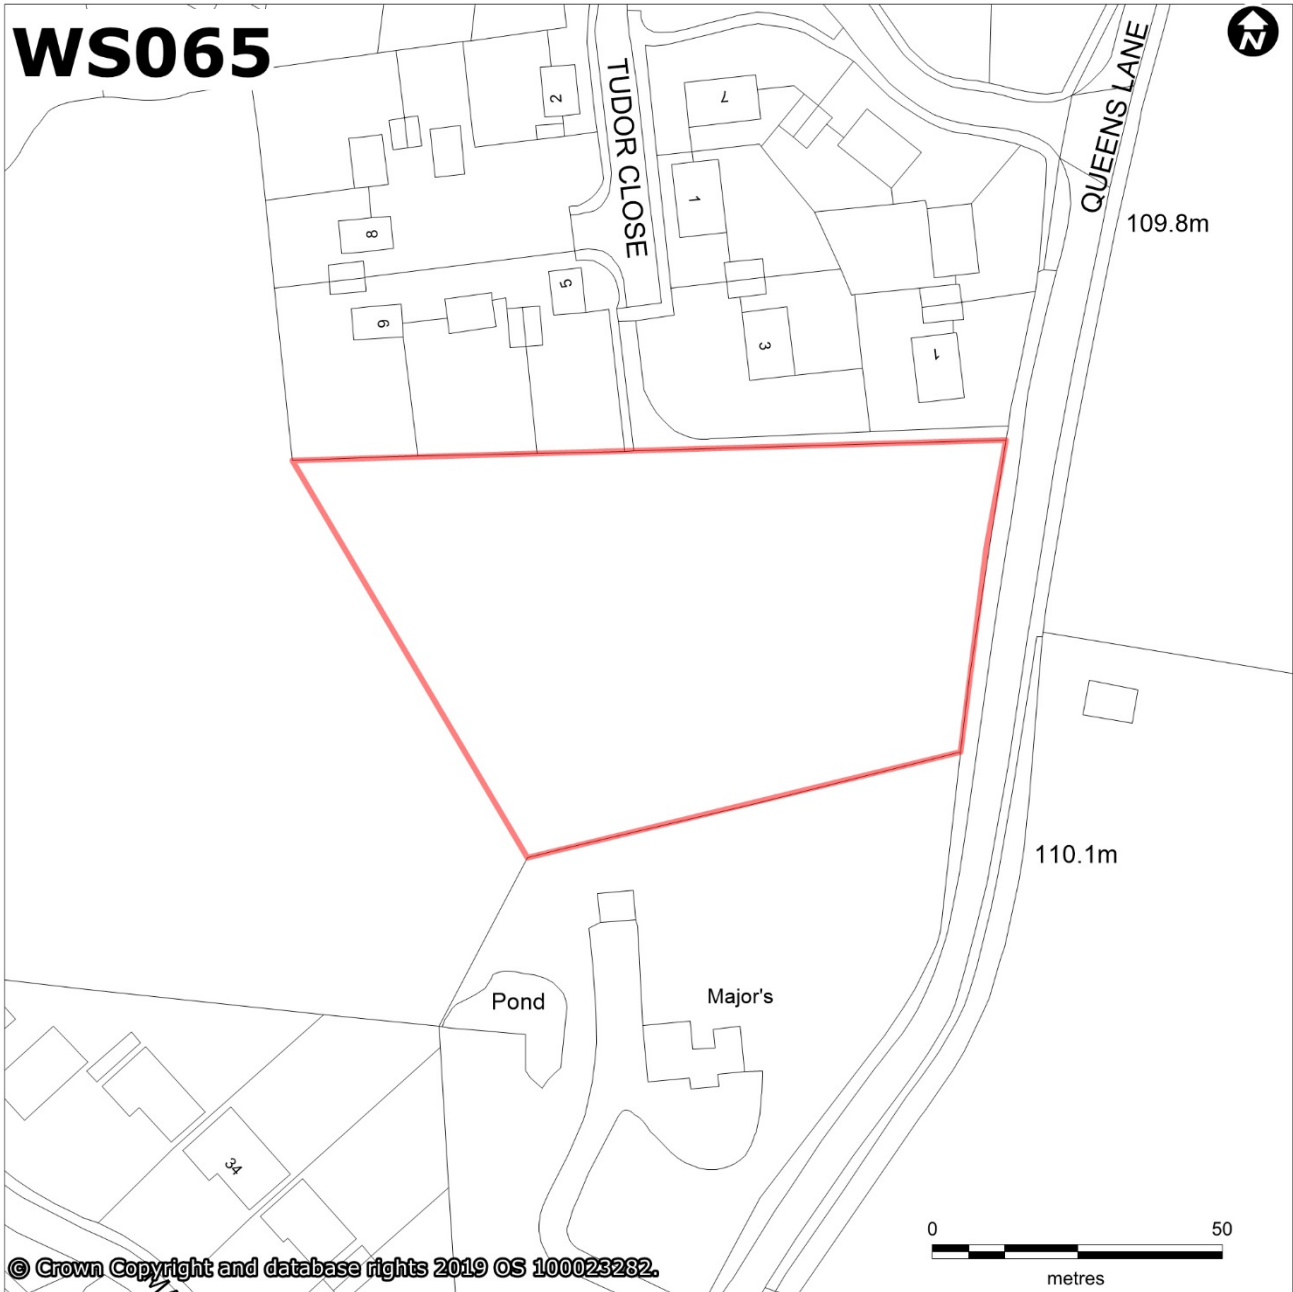 WS065
N
TUDOR CLOSE
QUEENS LANE
2
7
1
8
5
9
3
1
109.8m
110.1m
Pond
Major's
34
0 50
metres
© Crown Copyright and database rights 2019 OS 100023282.